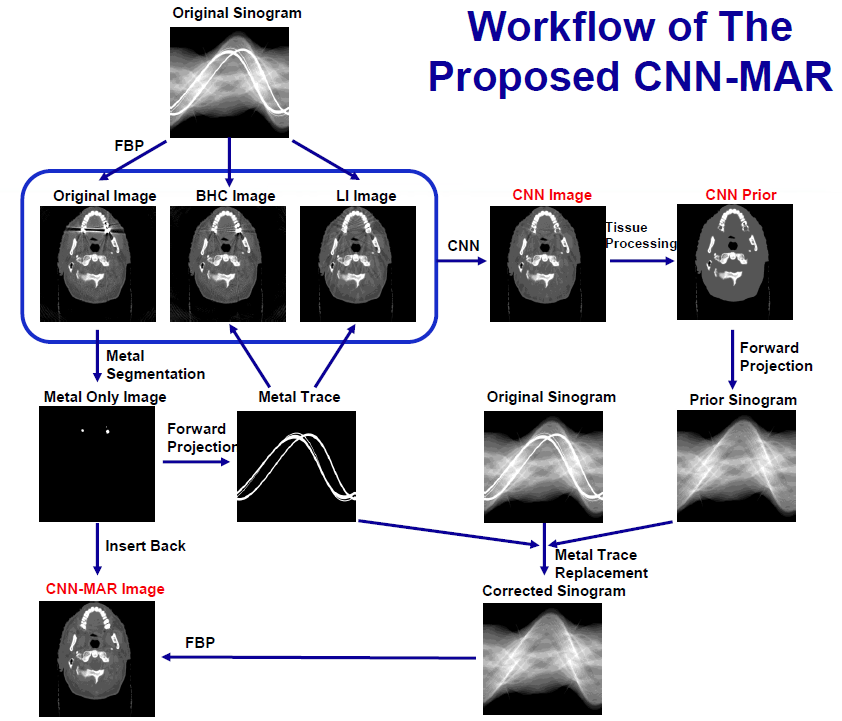 Original Sinogram
Workflow of The
Proposed CNN-MAR
FBP
Original Image
BHC Image
LI Image
CNN Image
CNN Prior
CNN
Tissue
Processing
Metal
Segmentation
Forward
Projection
Metal Only Image
Metal Trace
Original Sinogram
Prior Sinogram
Forward
Projection
Insert Back
Metal Trace
Replacement
CNN-MAR Image
Corrected Sinogram
FBP